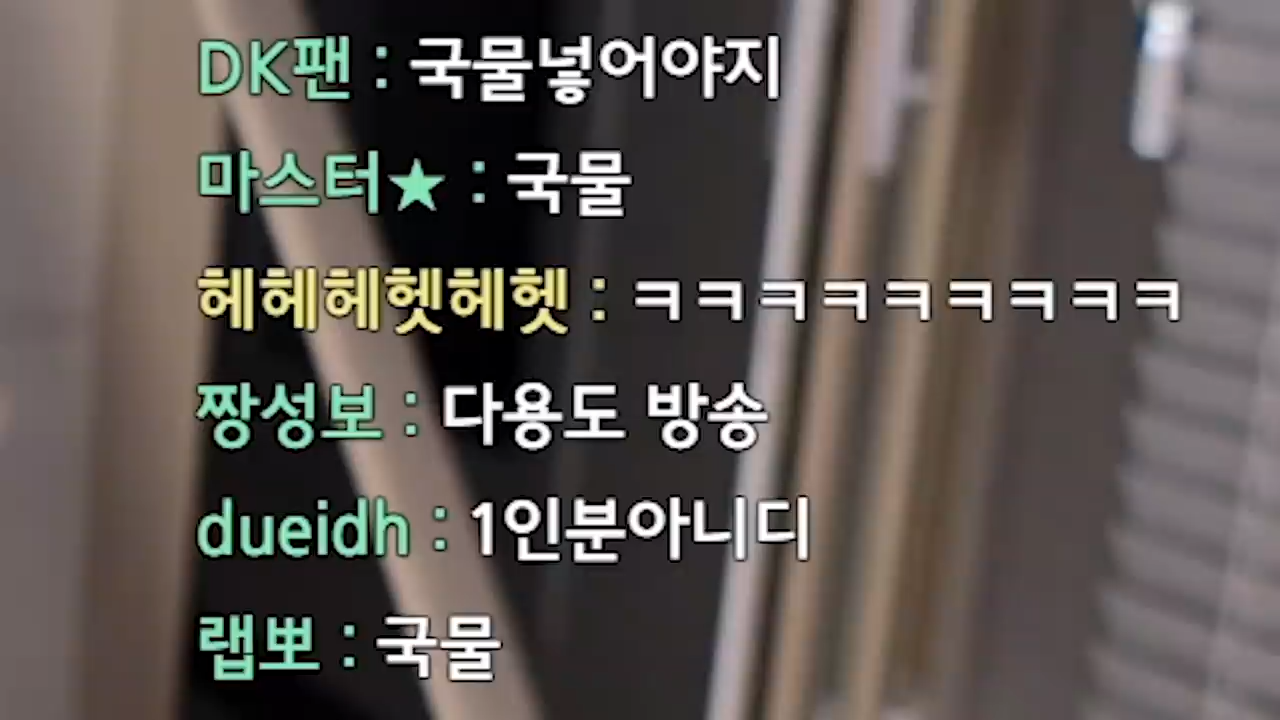 DK팬 : 국물넣어야지
마스터★ : 국물
헤헤헤헷헤헷 : ㅋㅋㅋㅋㅋㅋㅋㅋㅋ
짱성보 : 다용도 방송
dueidh : 1인분아니디
랩뽀 : 국물